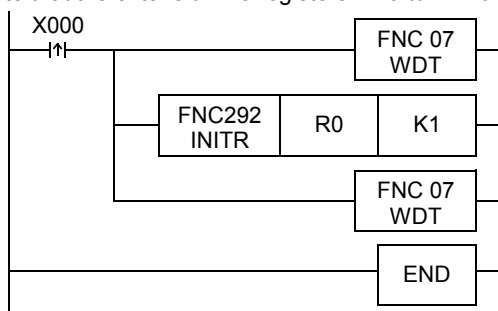 X000
FNC 07
WDT
FNC292
INITR
R0
K1
FNC 07
WDT
END